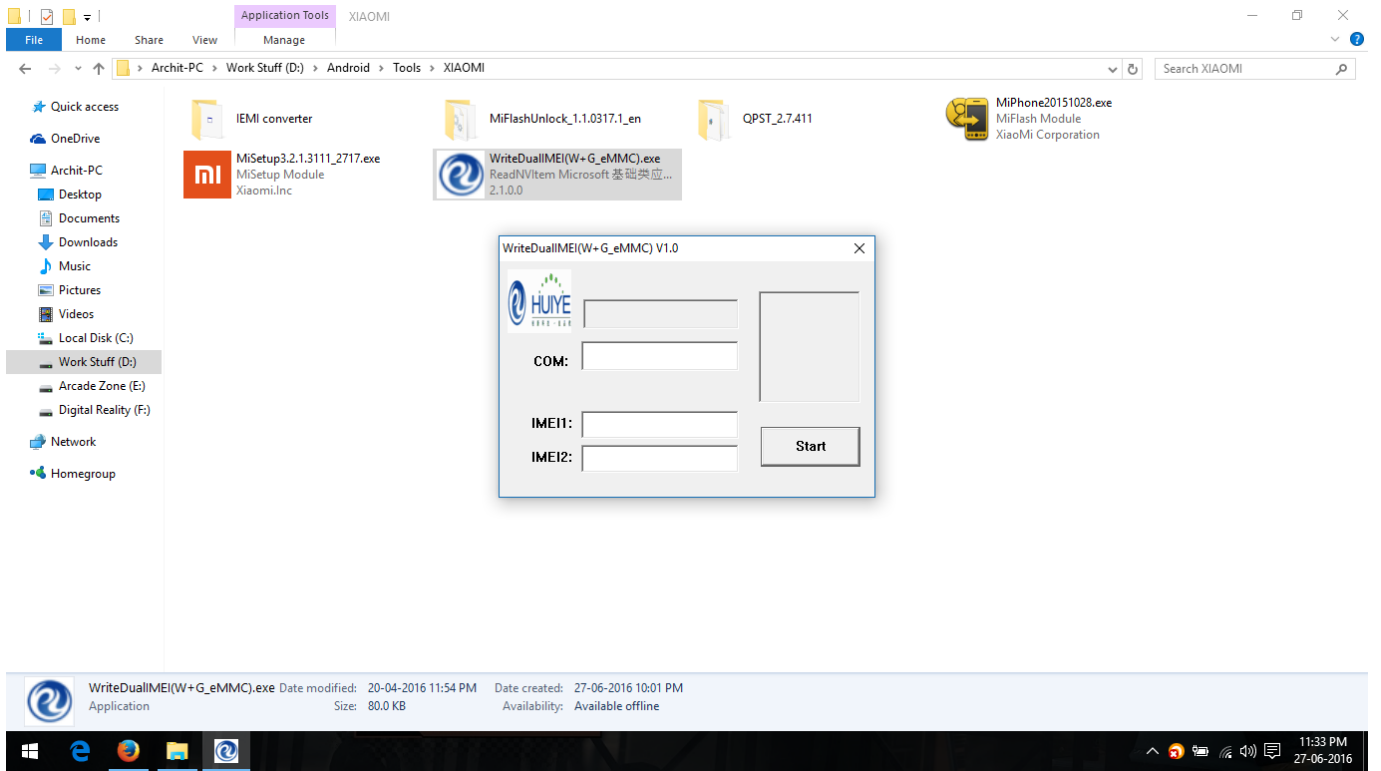 Application Tools XIAOMI
File Home Share View Manage
Archit-PC > Work Stuff (D:) > Android > Tools > XIAOMI
Search XIAOMI
Quick access
OneDrive
Archit-PC
Desktop
Documents
Downloads
Music
Pictures
Videos
Local Disk (C:)
Work Stuff (D:)
Arcade Zone (E:)
Digital Reality (F:)
Network
Homegroup
IEMI converter
MiFlashUnlock_1.1.0317.1_en
QPST_2.7.411
MiPhone20151028.exe
MiFlash Module
XiaoMi Corporation
MiSetup3.2.1.3111_2717.exe
MiSetup Module
Xiaomi.Inc
WriteDualIMEI(W+G_eMMC).exe
ReadNVItem Microsoft 基础类应...
2.1.0.0
WriteDualIMEI(W+G_eMMC) V1.0
HUIYE
COM:
IMEI1:
IMEI2:
Start
WriteDualIMEI(W+G_eMMC).exe Date modified: 20-04-2016 11:54 PM Date created: 27-06-2016 10:01 PM
Application Size: 80.0 KB Availability: Available offline
11:33 PM
27-06-2016